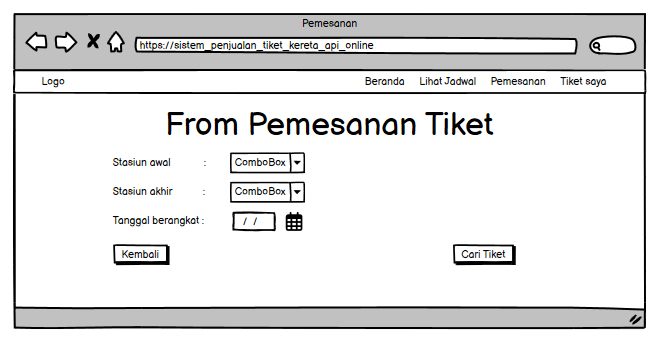 Pemesanan
https://sistem_penjualan_tiket_kereta_api_online
Logo Beranda Lihat Jadwal Pemesanan Tiket saya
From Pemesanan Tiket
Stasiun awal : ComboBox
Stasiun akhir : ComboBox
Tanggal berangkat : / /
Kembali Cari Tiket